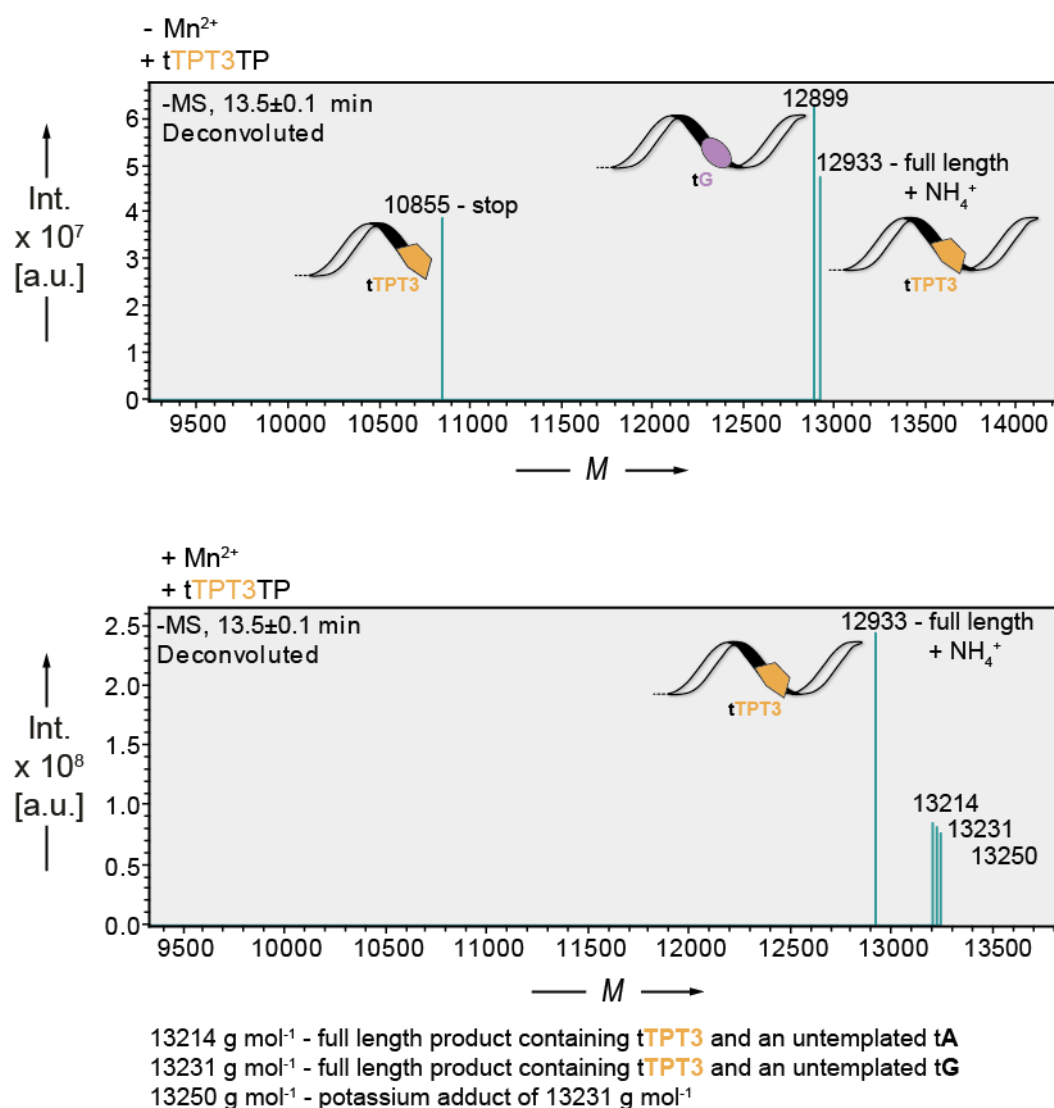 - Mn²⁺
+ tTPT3TP
-MS, 13.5±0.1 min
Deconvoluted
12899
12933 - full length
+ NH₄⁺
10855 - stop
tG
tTPT3
tTPT3
Int.
x 10⁷
[a.u.]
6
5
4
3
2
1
0
9500 10000 10500 11000 11500 12000 12500 13000 13500 14000
M
+ Mn²⁺
+ tTPT3TP
-MS, 13.5±0.1 min
Deconvoluted
12933 - full length
+ NH₄⁺
tTPT3
13214
13231
13250
Int.
x 10⁸
[a.u.]
2.5
2.0
1.5
1.0
0.5
0.0
9500 10000 10500 11000 11500 12000 12500 13000 13500
M
13214 g mol⁻¹ - full length product containing tTPT3 and an untemplated tA
13231 g mol⁻¹ - full length product containing tTPT3 and an untemplated tG
13250 g mol⁻¹ - potassium adduct of 13231 g mol⁻¹